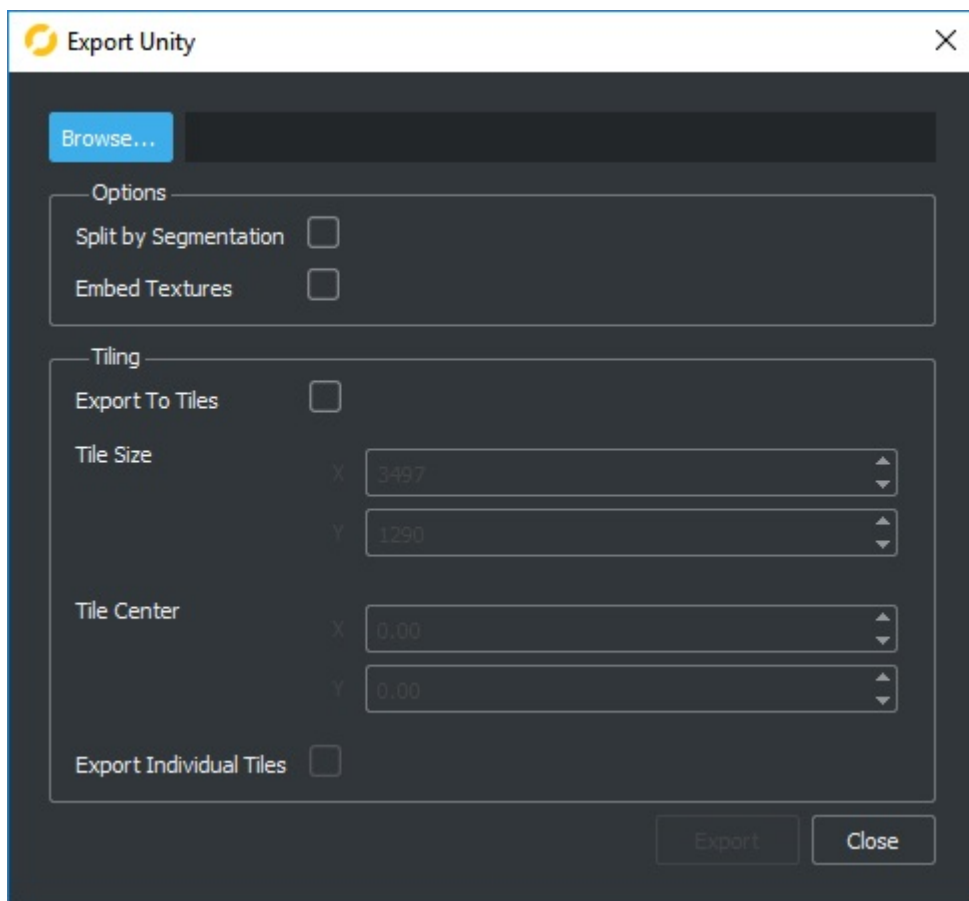 Export Unity
Browse...
Options
Split by Segmentation
Embed Textures
Tiling
Export To Tiles
Tile Size
X 3497
Y 1290
Tile Center
X 0.00
Y 0.00
Export Individual Tiles
Export Close